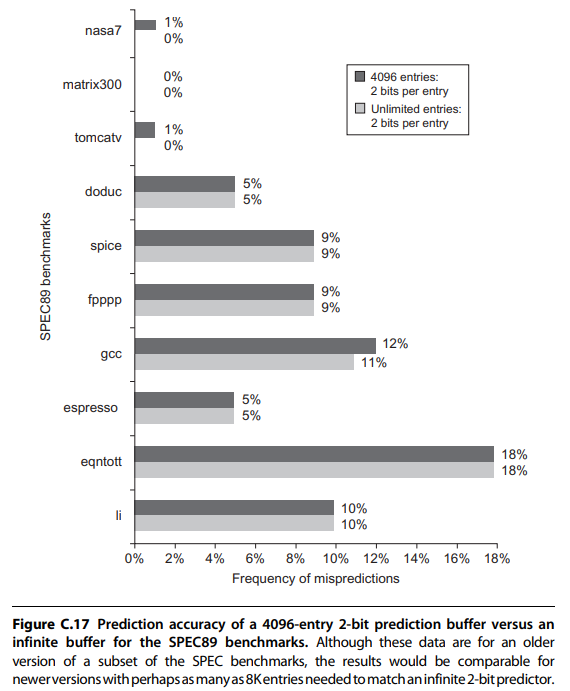 nasa7
1%
0%
matrix300
0%
0%
4096 entries:
2 bits per entry
Unlimited entries:
2 bits per entry
tomcatv
1%
0%
doduc
5%
5%
SPEC89 benchmarks
spice
9%
9%
fpppp
9%
9%
gcc
12%
11%
espresso
5%
5%
eqntott
18%
18%
li
10%
10%
0% 2% 4% 6% 8% 10% 12% 14% 16% 18%
Frequency of mispredictions
Figure C.17 Prediction accuracy of a 4096-entry 2-bit prediction buffer versus an
infinite buffer for the SPEC89 benchmarks. Although these data are for an older
version of a subset of the SPEC benchmarks, the results would be comparable for
newer versions with perhaps as many as 8K entries needed to match an infinite 2-bit predictor.